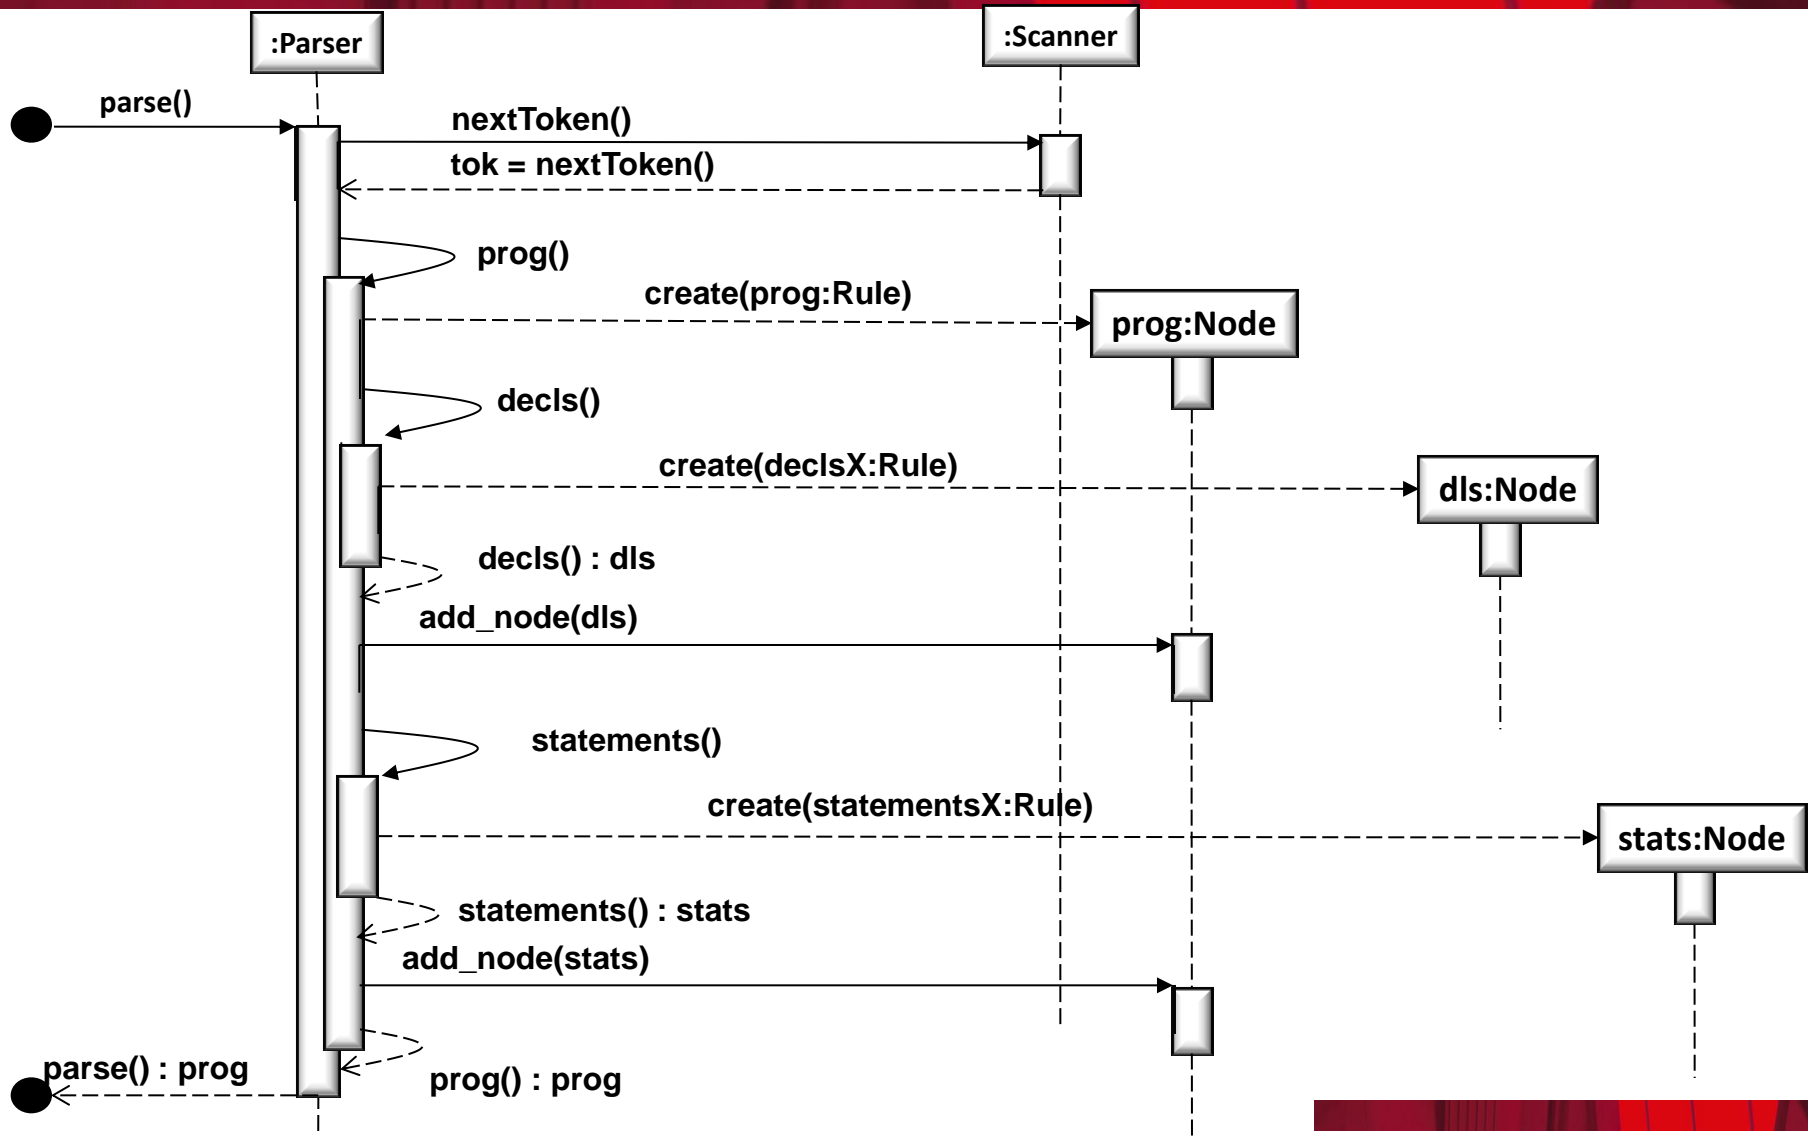 :Parser
:Scanner
parse()
nextToken()
tok = nextToken()
prog()
create(prog:Rule)
prog:Node
decls()
create(declsX:Rule)
dls:Node
decls() : dls
add_node(dls)
statements()
create(statementsX:Rule)
stats:Node
statements() : stats
add_node(stats)
parse() : prog
prog() : prog